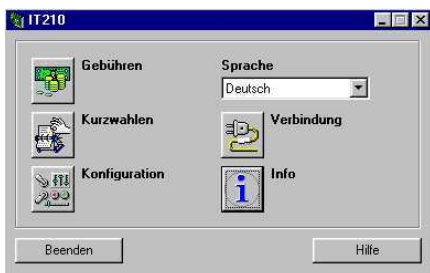 IT210
Gebühren
Sprache
Deutsch
Kurzwahlen
Verbindung
Konfiguration
Info
Beenden
Hilfe